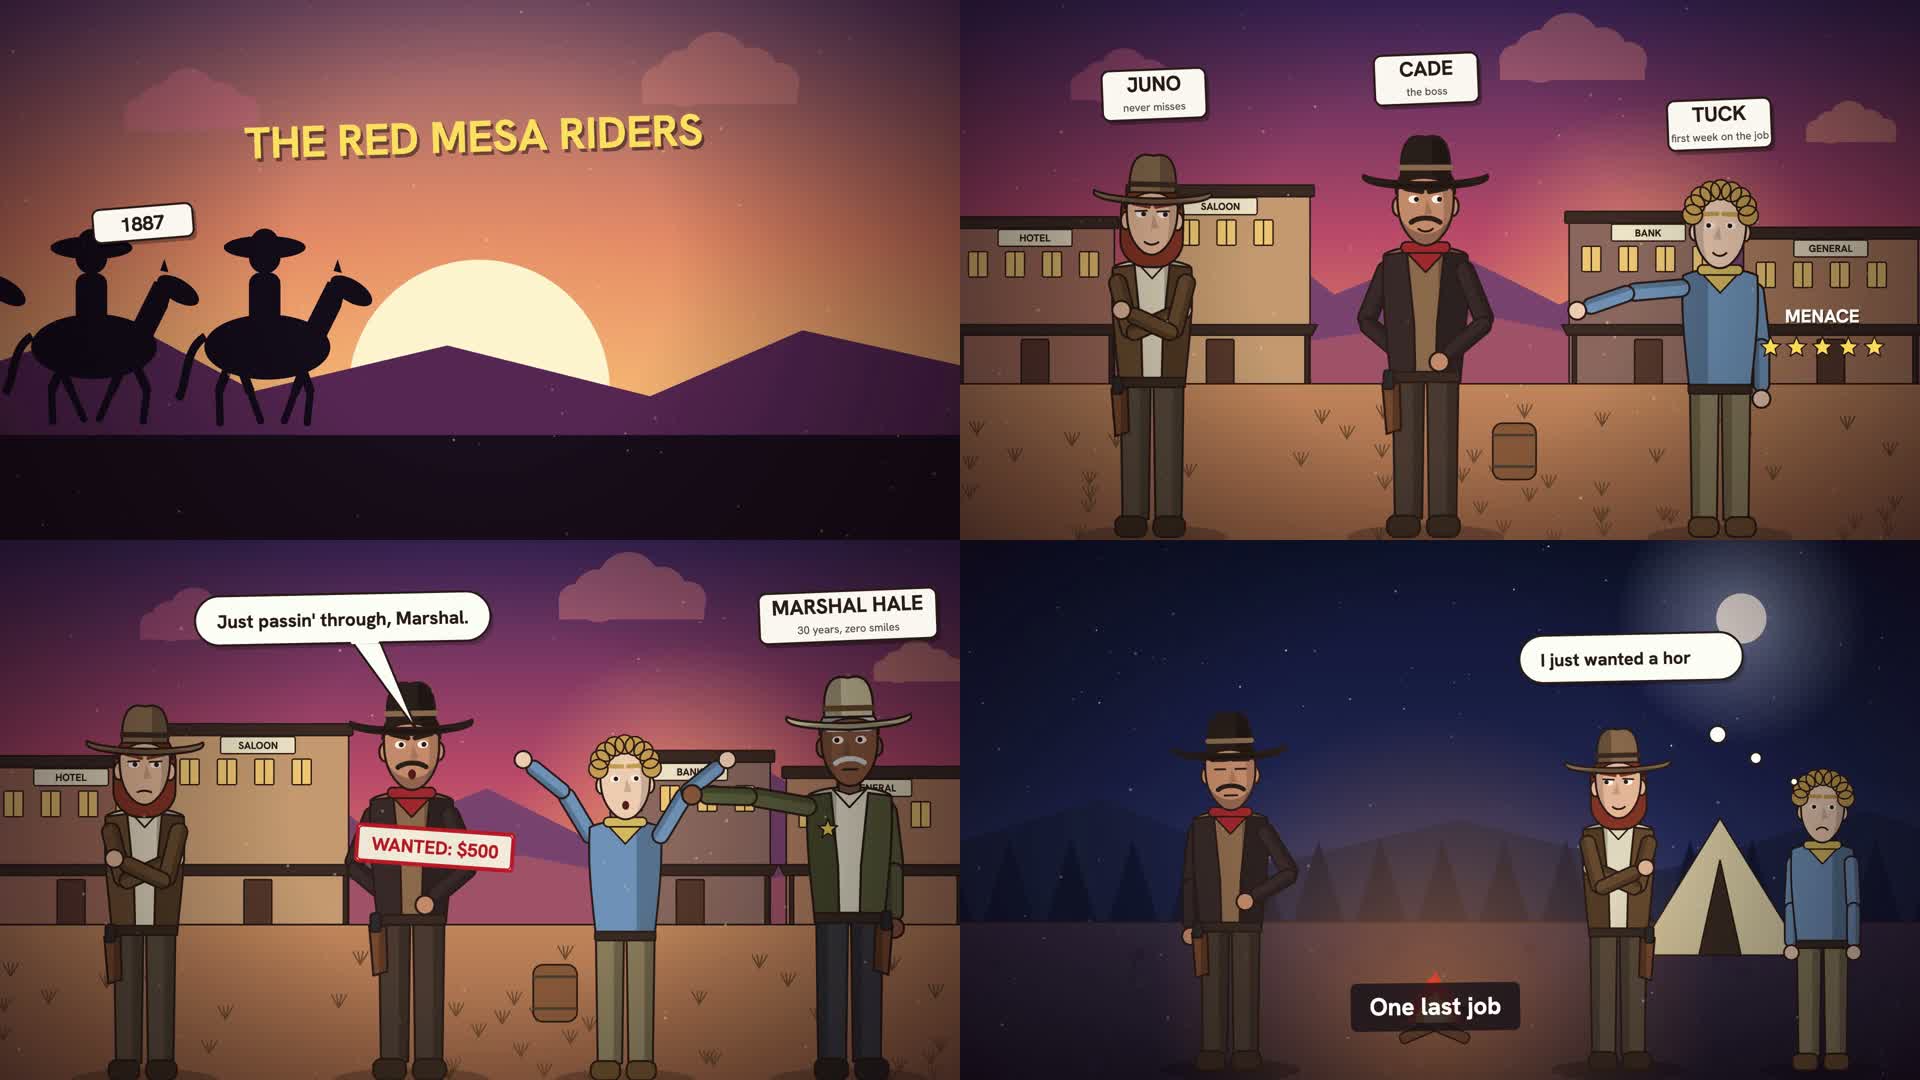 THE RED MESA RIDERS
1887
JUNO
never misses
CADE
the boss
TUCK
first week on the job
HOTEL
SALOON
BANK
GENERAL
MENACE
Just passin' through, Marshal.
MARSHAL HALE
30 years, zero smiles
HOTEL
SALOON
BANK
NERAL
WANTED: $500
I just wanted a hor
One last job